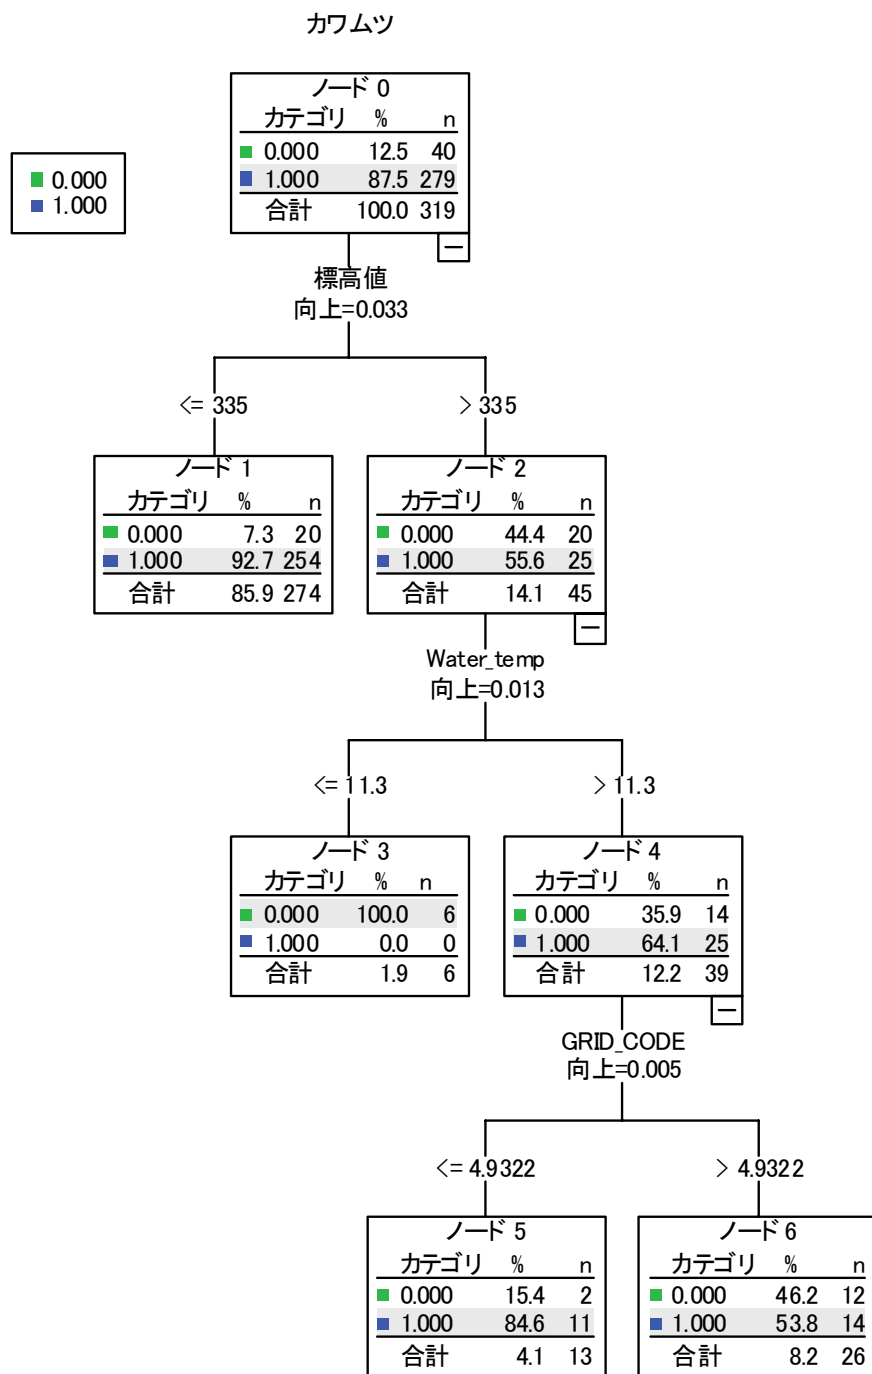 カワムツ
0.000
1.000
ノード 0
カテゴリ % n
0.000 12.5 40
1.000 87.5 279
合計 100.0 319
標高値
向上=0.033
<= 335
> 335
ノード 1
カテゴリ % n
0.000 7.3 20
1.000 92.7 254
合計 85.9 274
ノード 2
カテゴリ % n
0.000 44.4 20
1.000 55.6 25
合計 14.1 45
Water_temp
向上=0.013
<= 11.3
> 11.3
ノード 3
カテゴリ % n
0.000 100.0 6
1.000 0.0 0
合計 1.9 6
ノード 4
カテゴリ % n
0.000 35.9 14
1.000 64.1 25
合計 12.2 39
GRID_CODE
向上=0.005
<= 4.9322
> 4.9322
ノード 5
カテゴリ % n
0.000 15.4 2
1.000 84.6 11
合計 4.1 13
ノード 6
カテゴリ % n
0.000 46.2 12
1.000 53.8 14
合計 8.2 26